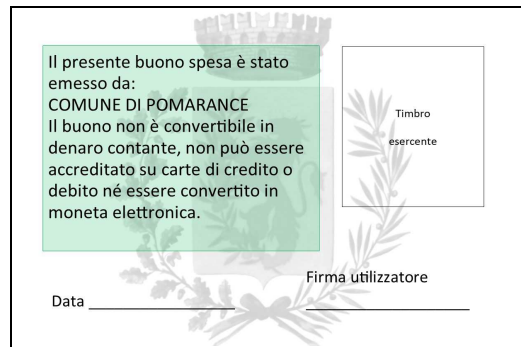 Il presente buono spesa è stato
emesso da:
COMUNE DI POMARANCE
Il buono non è convertibile in
denaro contante, non può essere
accreditato su carte di credito o
debito né essere convertito in
moneta elettronica.
Timbro
esercente
Firma utilizzatore
Data